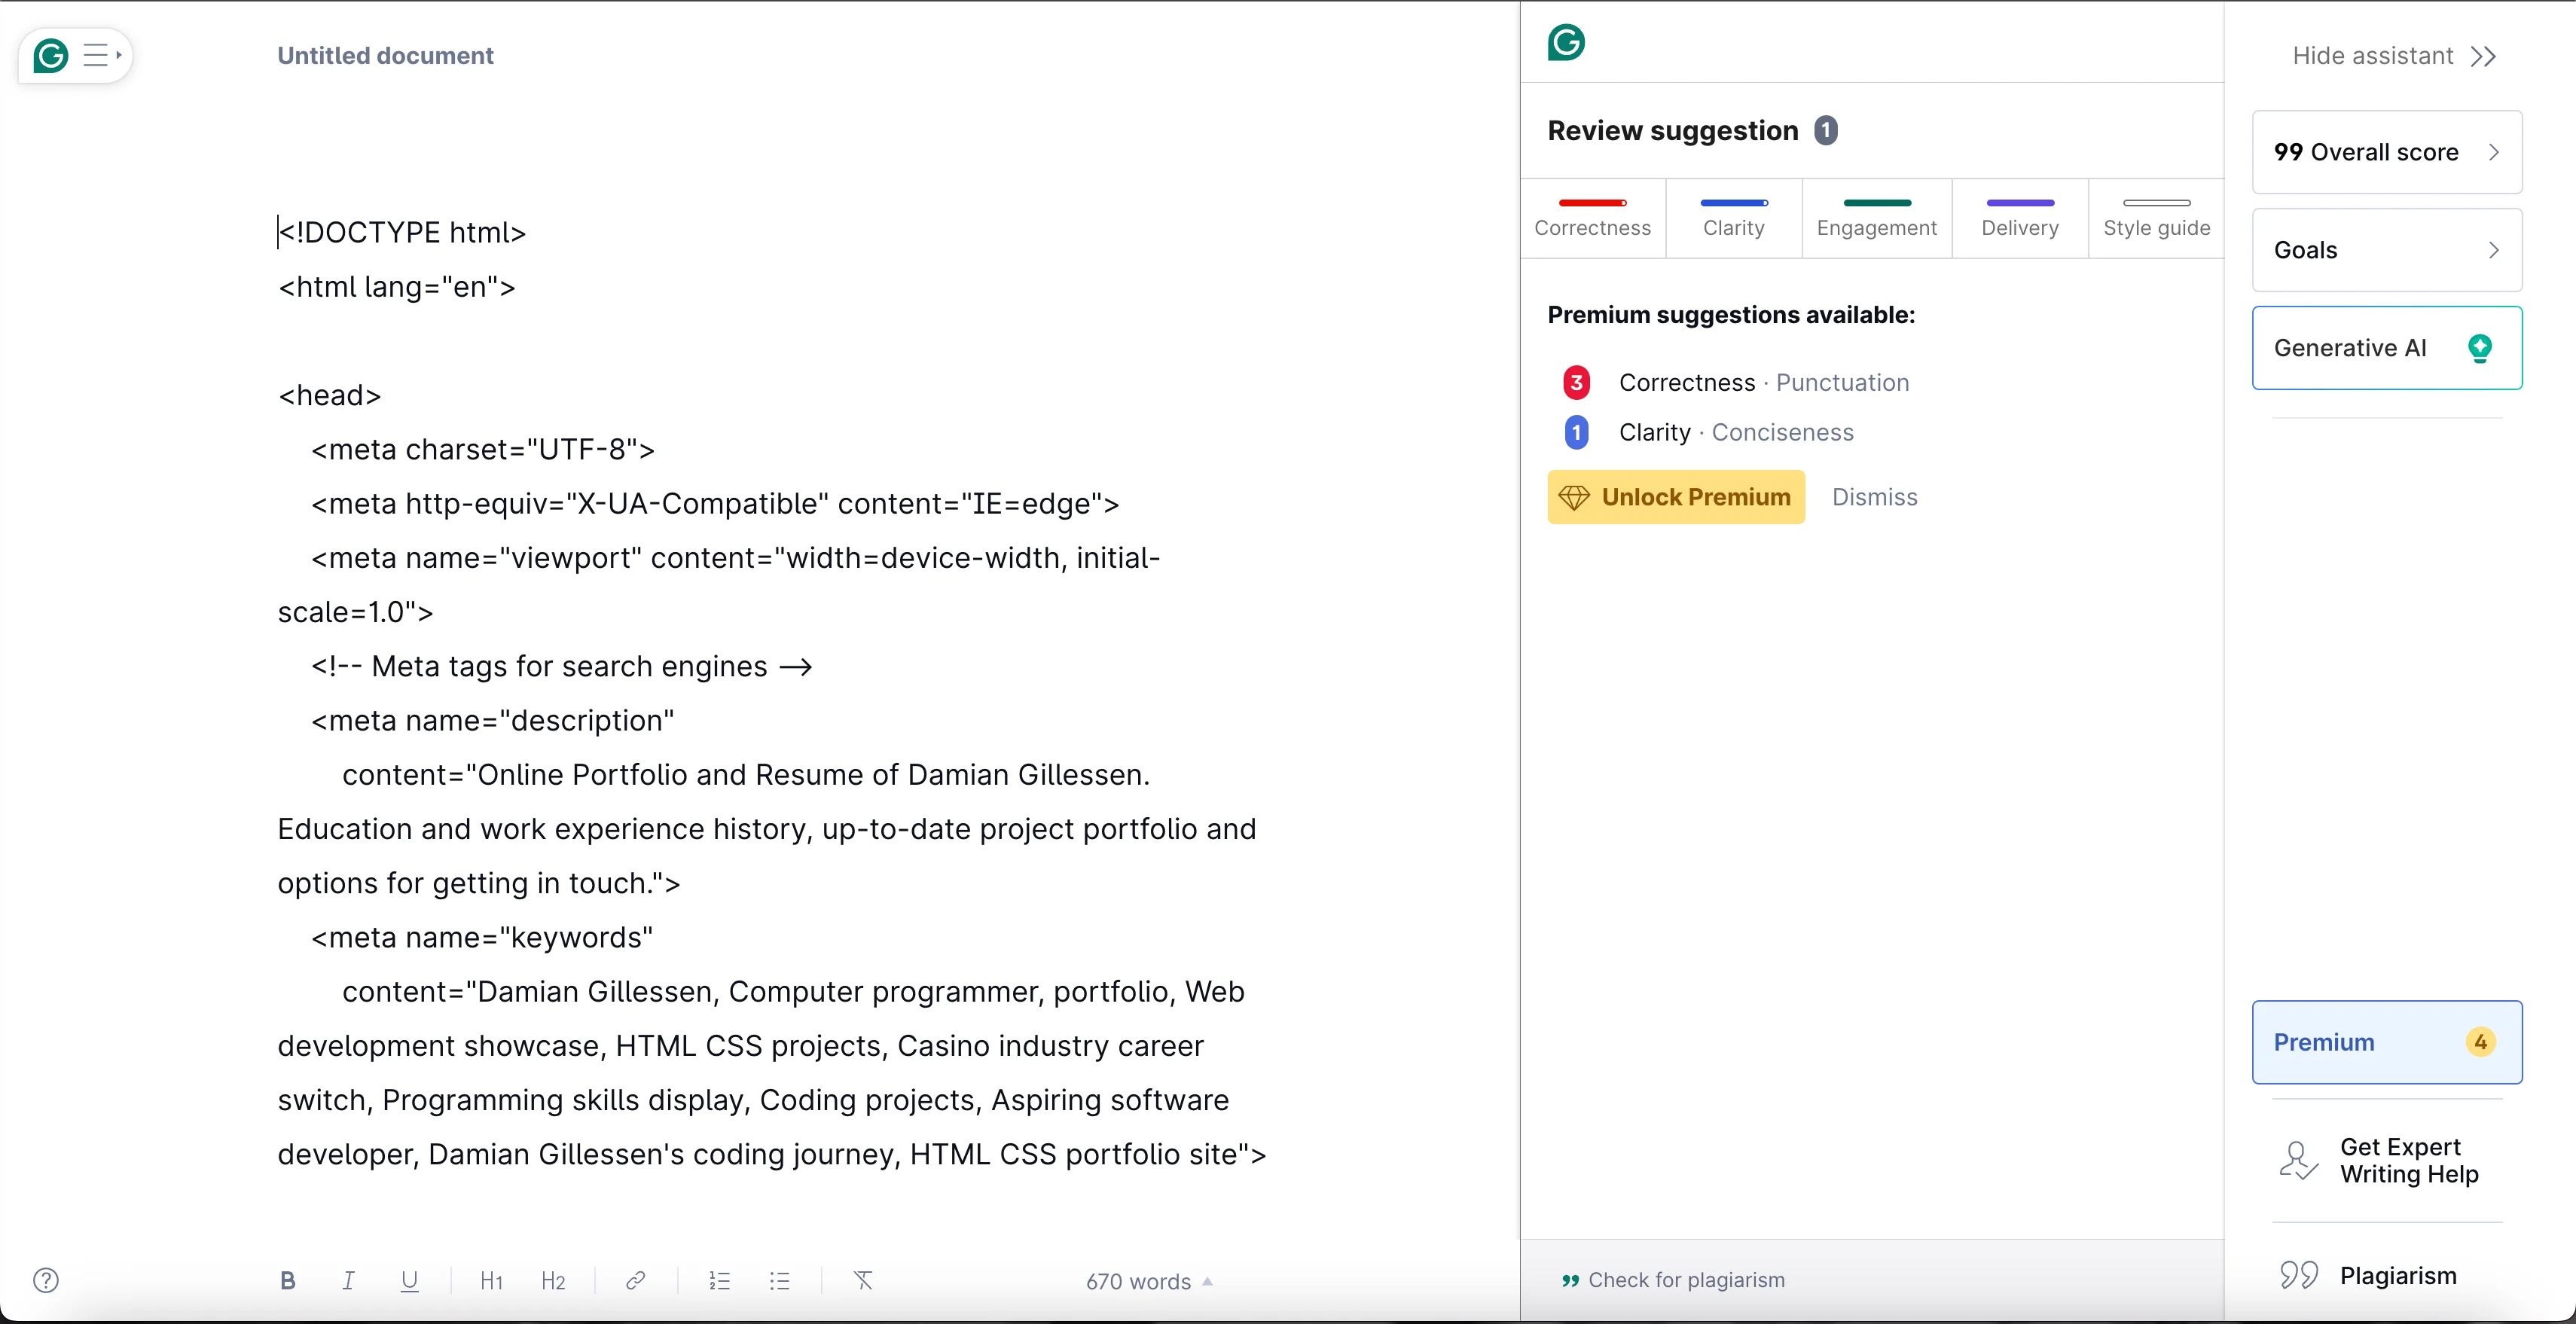 Untitled document
<!DOCTYPE html>
<html lang="en">
<head>
<meta charset="UTF-8">
<meta http-equiv="X-UA-Compatible" content="IE=edge">
<meta name="viewport" content="width=device-width, initial-
scale=1.0">
<!-- Meta tags for search engines -->
<meta name="description"
content="Online Portfolio and Resume of Damian Gillessen.
Education and work experience history, up-to-date project portfolio and
options for getting in touch.">
<meta name="keywords"
content="Damian Gillessen, Computer programmer, portfolio, Web
development showcase, HTML CSS projects, Casino industry career
switch, Programming skills display, Coding projects, Aspiring software
developer, Damian Gillessen's coding journey, HTML CSS portfolio site">
B I U H1 H2
670 words
Review suggestion 1
Correctness
Clarity
Engagement
Delivery
Style guide
Premium suggestions available:
3 Correctness · Punctuation
1 Clarity · Conciseness
Unlock Premium
Dismiss
Check for plagiarism
Hide assistant
99 Overall score
Goals
Generative AI
Premium 4
Get Expert
Writing Help
Plagiarism